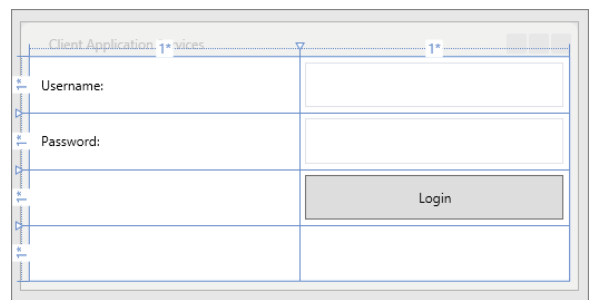 Client Application Services
1* 1*
1* Username:
1* Password:
1* Login
1*